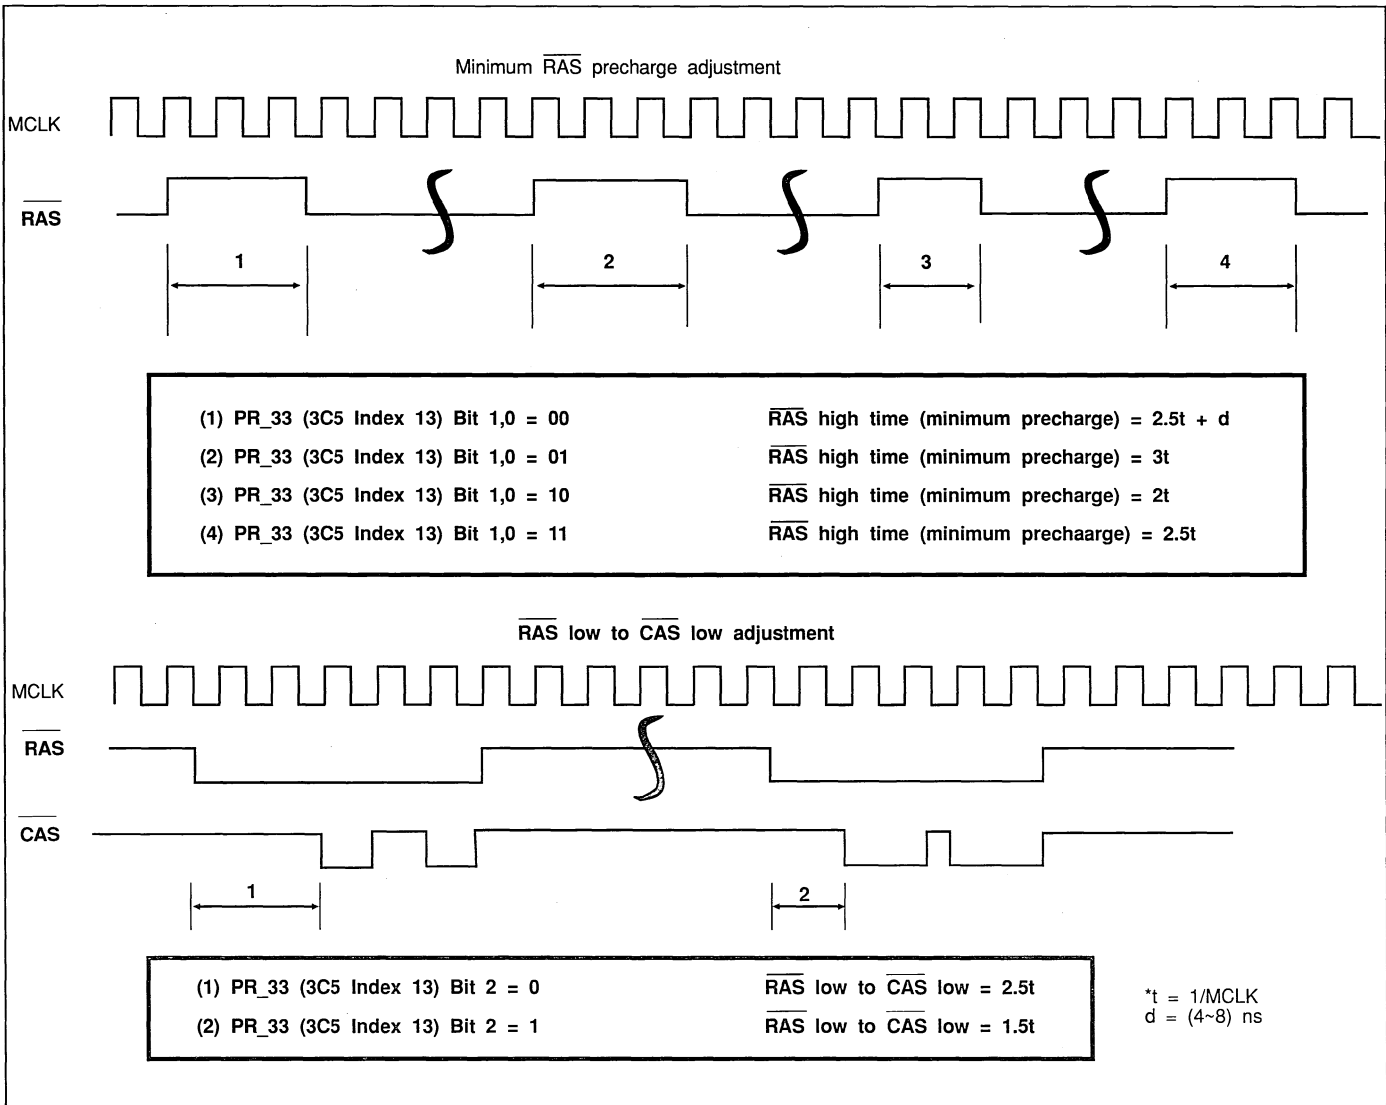 Minimum RAS precharge adjustment
MCLK
RAS
1 2 3 4
(1) PR_33 (3C5 Index 13) Bit 1,0 = 00 RAS high time (minimum precharge) = 2.5t + d
(2) PR_33 (3C5 Index 13) Bit 1,0 = 01 RAS high time (minimum precharge) = 3t
(3) PR_33 (3C5 Index 13) Bit 1,0 = 10 RAS high time (minimum precharge) = 2t
(4) PR_33 (3C5 Index 13) Bit 1,0 = 11 RAS high time (minimum prechaarge) = 2.5t
RAS low to CAS low adjustment
MCLK
RAS
CAS
1 2
(1) PR_33 (3C5 Index 13) Bit 2 = 0 RAS low to CAS low = 2.5t
(2) PR_33 (3C5 Index 13) Bit 2 = 1 RAS low to CAS low = 1.5t
*t = 1/MCLK
d = (4~8) ns